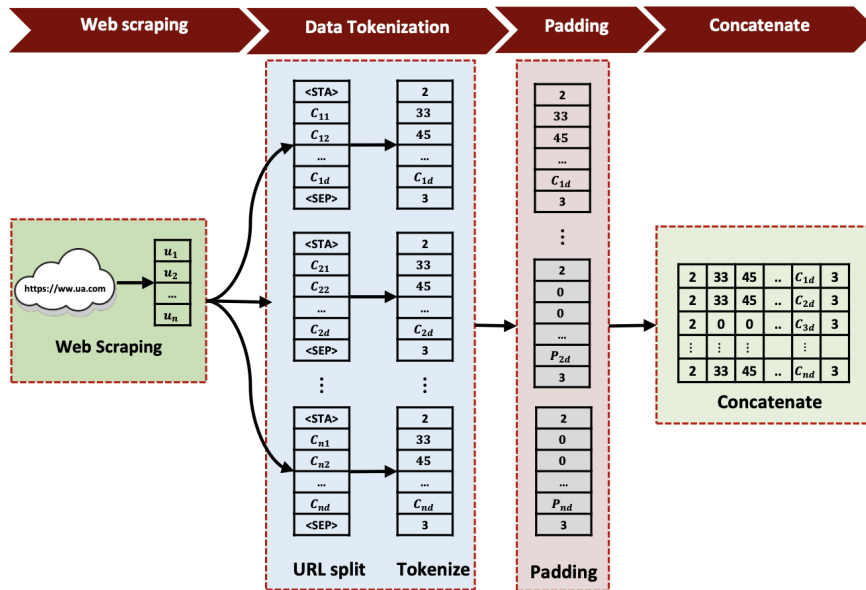 Web scraping
Data Tokenization
Padding
Concatenate
https://ww.ua.com
u₁
u₂
...
uₙ
Web Scraping
<STA>
C₁₁
C₁₂
...
C₁d
<SEP>
2
33
45
...
C₁d
3
<STA>
C₂₁
C₂₂
...
C₂d
<SEP>
2
33
45
...
C₂d
3
⋮ ⋮
<STA>
Cₙ₁
Cₙ₂
...
Cₙd
<SEP>
2
33
45
...
Cₙd
3
URL split
Tokenize
2
33
45
...
C₁d
3
⋮
2
0
0
...
P₂d
3
2
0
0
...
Pₙd
3
Padding
2 33 45 .. C₁d 3
2 33 45 .. C₂d 3
2 0 0 .. C₃d 3
⋮ ⋮ ⋮ ⋮
2 33 45 .. Cₙd 3
Concatenate